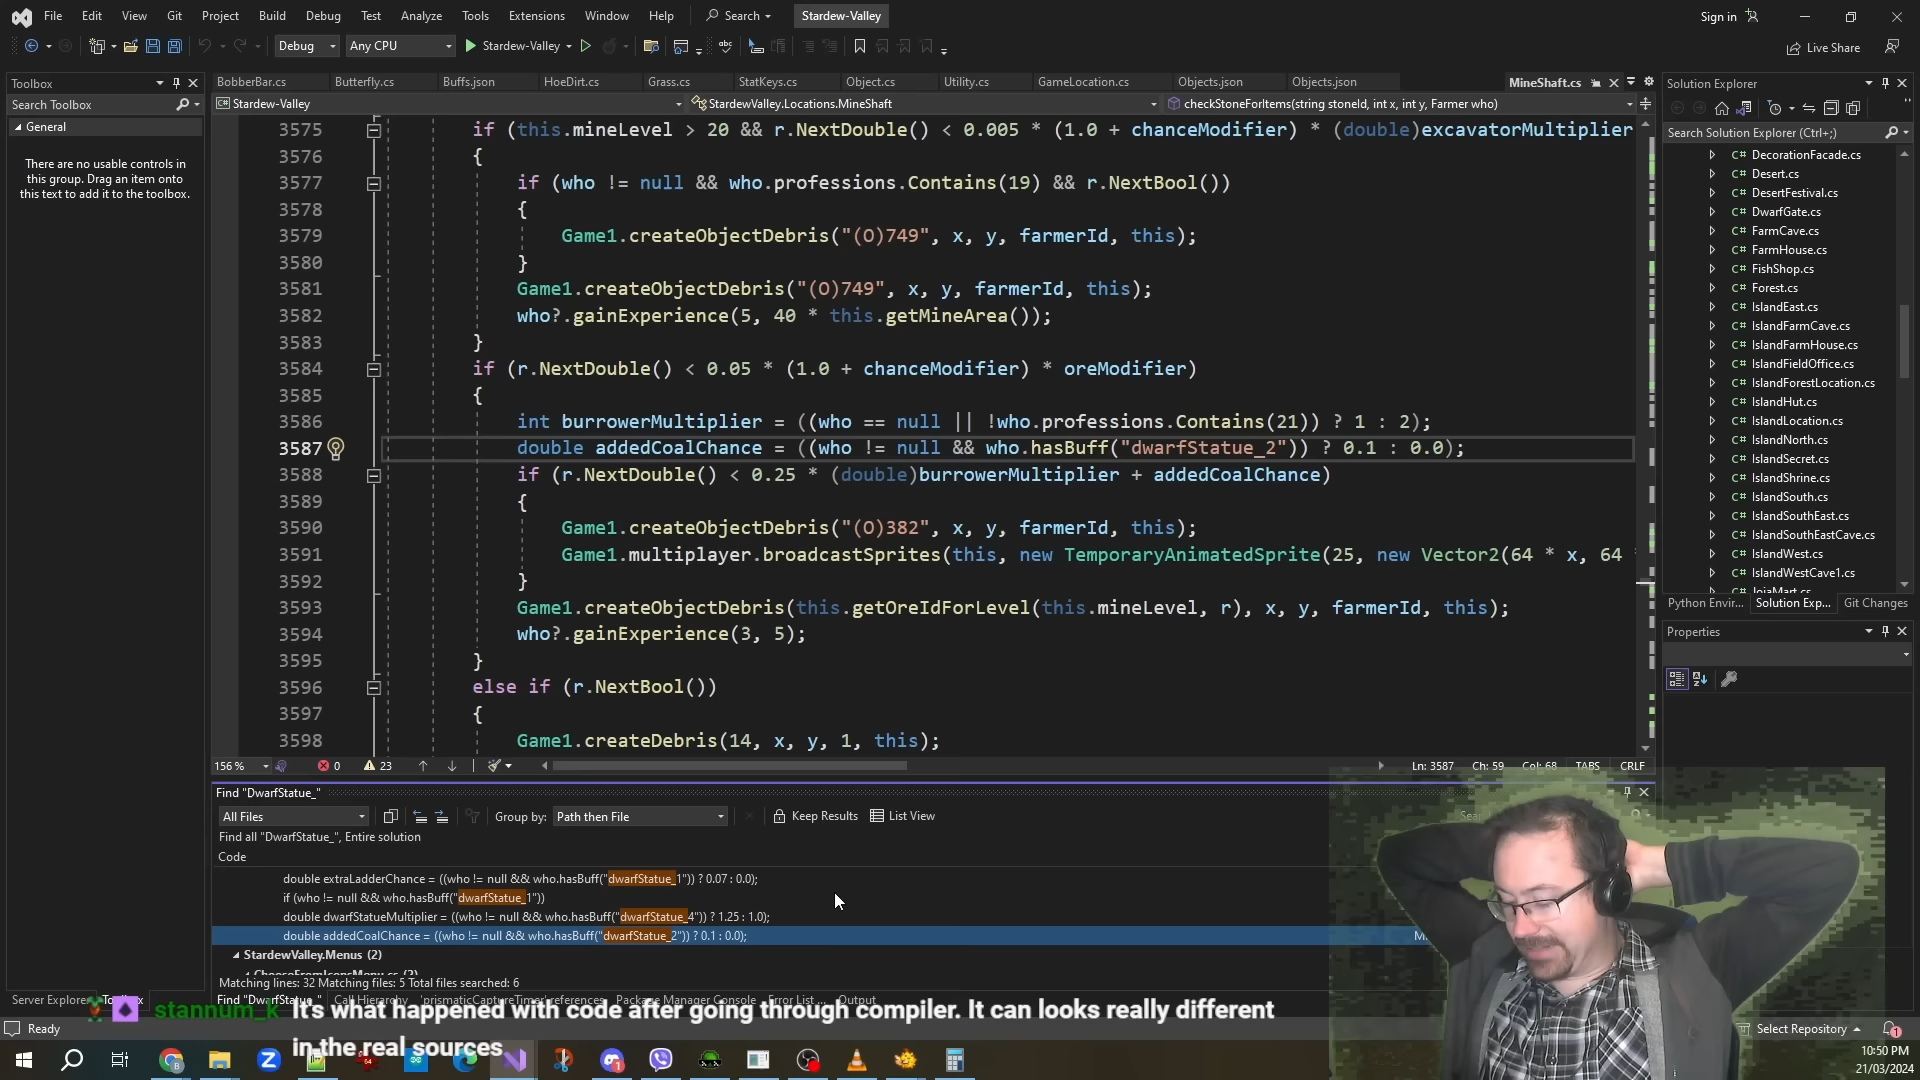 File Edit View Git Project Build Debug Test Analyze Tools Extensions Window Help Search Stardew-Valley Sign in
Debug Any CPU Stardew-Valley Live Share
Toolbox
Search Toolbox
General
There are no usable controls in
this group. Drag an item onto
this text to add it to the toolbox.
BobberBar.cs Butterfly.cs Buffs.json HoeDirt.cs Grass.cs StatKeys.cs Object.cs Utility.cs GameLocation.cs Objects.json Objects.json MineShaft.cs
Stardew-Valley StardewValley.Locations.MineShaft checkStoneForItems(string stoneId, int x, int y, Farmer who)
3575 if (this.mineLevel > 20 && r.NextDouble() < 0.005 * (1.0 + chanceModifier) * (double)excavatorMultiplier
3576 {
3577 if (who != null && who.professions.Contains(19) && r.NextBool())
3578 {
3579 Game1.createObjectDebris("(O)749", x, y, farmerId, this);
3580 }
3581 Game1.createObjectDebris("(O)749", x, y, farmerId, this);
3582 who?.gainExperience(5, 40 * this.getMineArea());
3583 }
3584 if (r.NextDouble() < 0.05 * (1.0 + chanceModifier) * oreModifier)
3585 {
3586 int burrowerMultiplier = ((who == null || !who.professions.Contains(21)) ? 1 : 2);
3587 double addedCoalChance = ((who != null && who.hasBuff("dwarfStatue_2")) ? 0.1 : 0.0);
3588 if (r.NextDouble() < 0.25 * (double)burrowerMultiplier + addedCoalChance)
3589 {
3590 Game1.createObjectDebris("(O)382", x, y, farmerId, this);
3591 Game1.multiplayer.broadcastSprites(this, new TemporaryAnimatedSprite(25, new Vector2(64 * x, 64
3592 }
3593 Game1.createObjectDebris(this.getOreIdForLevel(this.mineLevel, r), x, y, farmerId, this);
3594 who?.gainExperience(3, 5);
3595 }
3596 else if (r.NextBool())
3597 {
3598 Game1.createDebris(14, x, y, 1, this);
156 % 0 23 Ln: 3587 Ch: 59 Col: 68 TABS CRLF
Find "DwarfStatue_"
All Files Group by: Path then File Keep Results List View
Find all "DwarfStatue_", Entire solution
Code
double extraLadderChance = ((who != null && who.hasBuff("dwarfStatue_1")) ? 0.07 : 0.0);
if (who != null && who.hasBuff("dwarfStatue_1"))
double dwarfStatueMultiplier = ((who != null && who.hasBuff("dwarfStatue_4")) ? 1.25 : 1.0);
double addedCoalChance = ((who != null && who.hasBuff("dwarfStatue_2")) ? 0.1 : 0.0);
StardewValley.Menus (2)
ChooseFromIconsMenu.cs (2)
Matching lines: 32 Matching files: 5 Total files searched: 6
Server Explorer Toolbox Find "DwarfStatue_" Call Hierarchy 'prismaticCaptureTimer' references Package Manager Console Error List ... Output
stannum_k It's what happened with code after going through compiler. It can looks really different
in the real sources
Ready
Select Repository
Solution Explorer
Search Solution Explorer (Ctrl+;)
C# DecorationFacade.cs
C# Desert.cs
C# DesertFestival.cs
C# DwarfGate.cs
C# FarmCave.cs
C# FarmHouse.cs
C# FishShop.cs
C# Forest.cs
C# IslandEast.cs
C# IslandFarmCave.cs
C# IslandFarmHouse.cs
C# IslandFieldOffice.cs
C# IslandForestLocation.cs
C# IslandHut.cs
C# IslandLocation.cs
C# IslandNorth.cs
C# IslandSecret.cs
C# IslandShrine.cs
C# IslandSouth.cs
C# IslandSouthEast.cs
C# IslandSouthEastCave.cs
C# IslandWest.cs
C# IslandWestCave1.cs
C# JojaMart.cs
Python Envir... Solution Exp... Git Changes
Properties
10:50 PM
21/03/2024